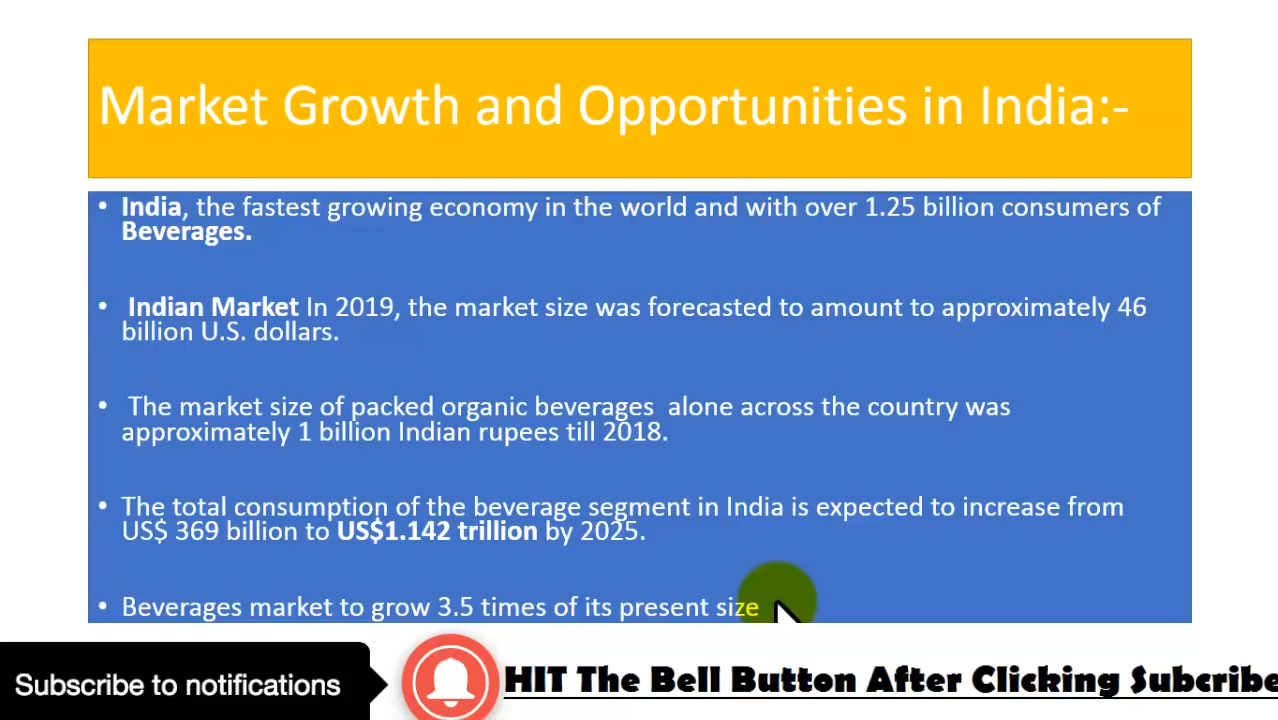 Market Growth and Opportunities in India:-
• India, the fastest growing economy in the world and with over 1.25 billion consumers of
Beverages.
• Indian Market In 2019, the market size was forecasted to amount to approximately 46
billion U.S. dollars.
• The market size of packed organic beverages alone across the country was
approximately 1 billion Indian rupees till 2018.
• The total consumption of the beverage segment in India is expected to increase from
US$ 369 billion to US$1.142 trillion by 2025.
• Beverages market to grow 3.5 times of its present size
Subscribe to notifications
HIT The Bell Button After Clicking Subcribe